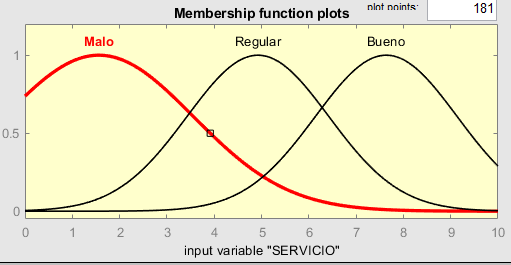 Membership function plots
plot points:
181
Malo
Regular
Bueno
1
0.5
0
0 1 2 3 4 5 6 7 8 9 10
input variable "SERVICIO"